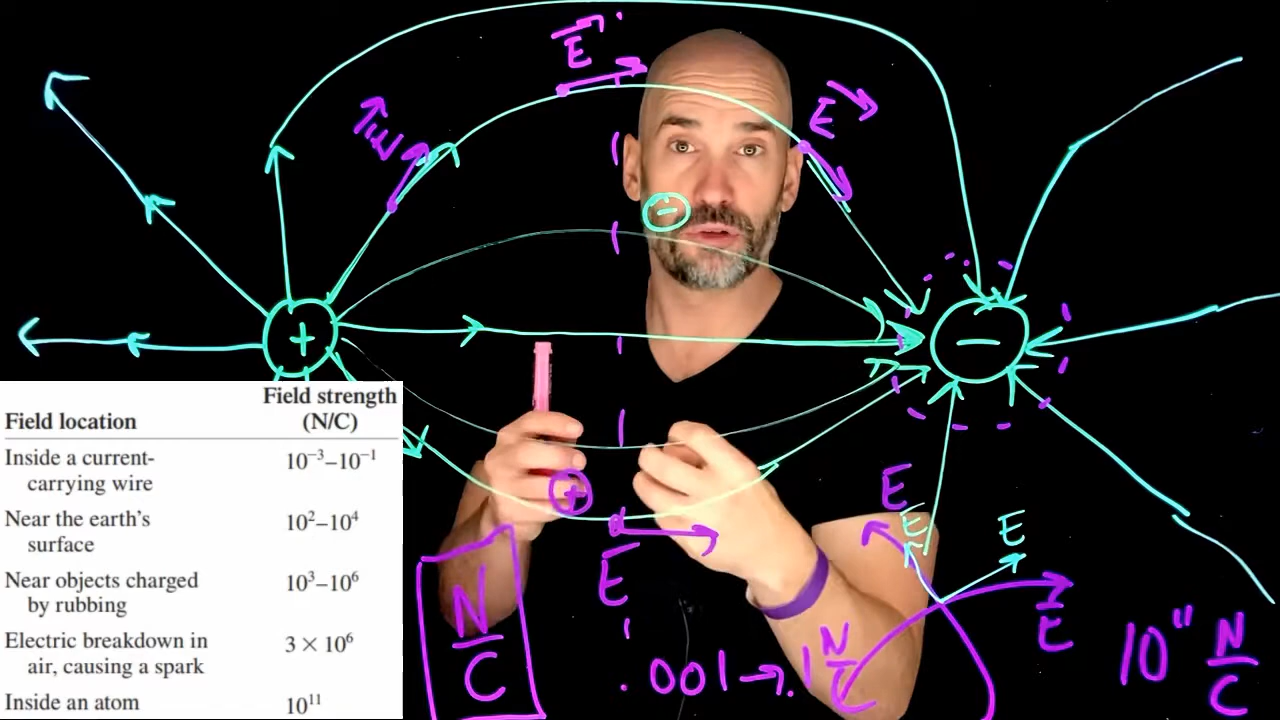 E
E
E
−
+
−
+
E
N/C
E
E
E
E
.001→.1 N/C
10¹¹ N/C
Field location
Field strength
(N/C)
Inside a current-
carrying wire
10⁻³–10⁻¹
Near the earth's
surface
10²–10⁴
Near objects charged
by rubbing
10³–10⁶
Electric breakdown in
air, causing a spark
3 × 10⁶
Inside an atom
10¹¹